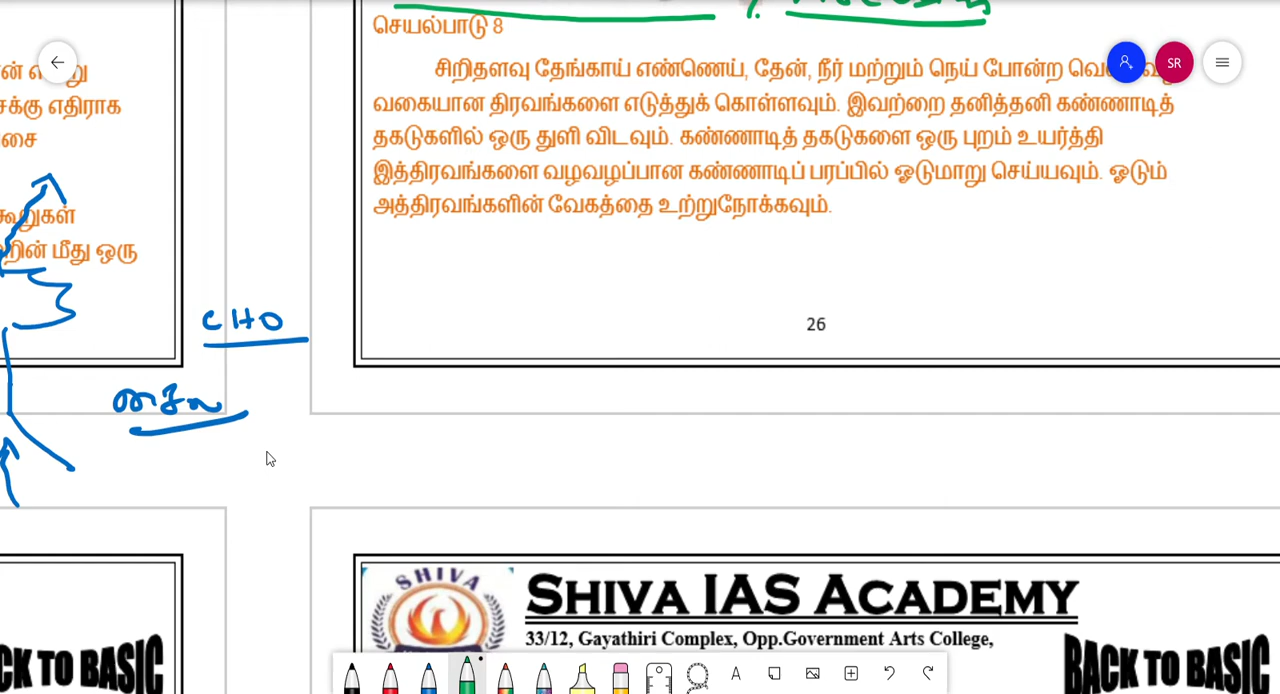 செயல்பாடு 8
சிறிதளவு தேங்காய் எண்ணெய், தேன், நீர் மற்றும் நெய் போன்ற
வகையான திரவங்களை எடுத்துக் கொள்ளவும். இவற்றை தனித்தனி கண்ணாடித்
தகடுகளில் ஒரு துளி விடவும். கண்ணாடித் தகடுகளை ஒரு புறம் உயர்த்தி
இத்திரவங்களை வழவழப்பான கண்ணாடிப் பரப்பில் ஓடுமாறு செய்யவும். ஓடும்
அத்திரவங்களின் வேகத்தை உற்றுநோக்கவும்.
26
க்கு எதிராக
சை
கூறுகள்
றின் மீது ஒரு
CHO
SR
SHIVA
SHIVA IAS ACADEMY
33/12, Gayathiri Complex, Opp.Government Arts College,
CK TO BASIC
BACK TO BASIC
A